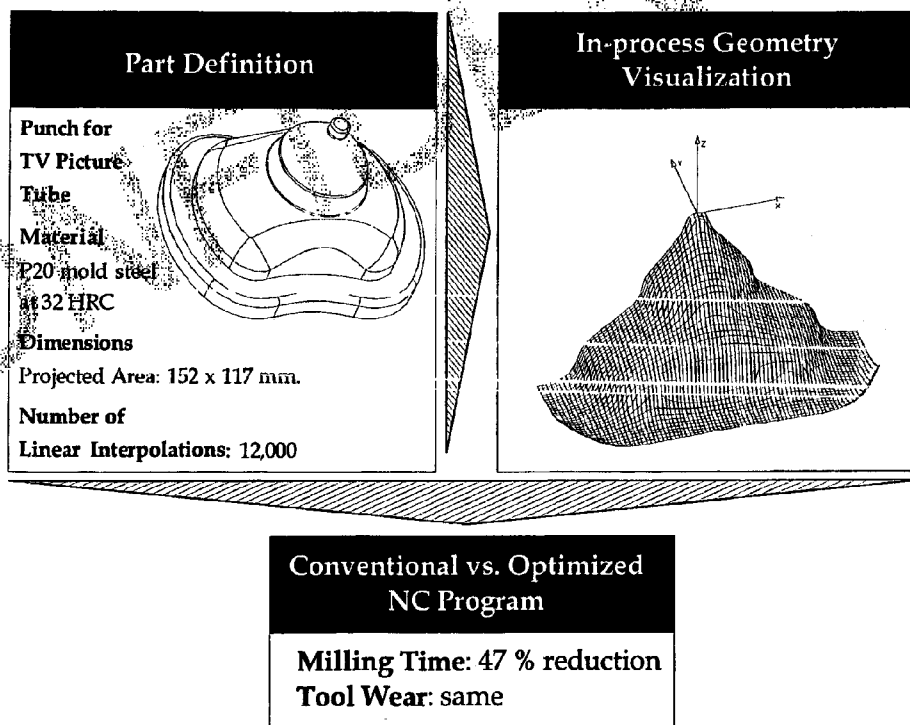 Part Definition
Punch for
TV Picture
Tube
Material
P20 mold steel
at 32 HRC
Dimensions
Projected Area: 152 x 117 mm.
Number of
Linear Interpolations: 12,000
In-process Geometry
Visualization
Z
Y
X
Conventional vs. Optimized
NC Program
Milling Time: 47 % reduction
Tool Wear: same